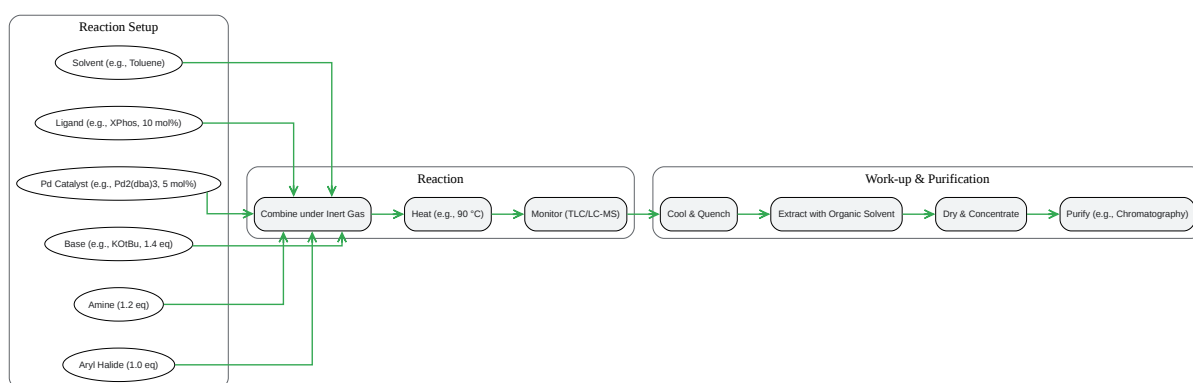 Reaction Setup
Solvent (e.g., Toluene)
Ligand (e.g., XPhos, 10 mol%)
Pd Catalyst (e.g., Pd2(dba)3, 5 mol%)
Base (e.g., KOtBu, 1.4 eq)
Amine (1.2 eq)
Aryl Halide (1.0 eq)
Reaction
Combine under Inert Gas
Heat (e.g., 90 °C)
Monitor (TLC/LC-MS)
Work-up & Purification
Cool & Quench
Extract with Organic Solvent
Dry & Concentrate
Purify (e.g., Chromatography)